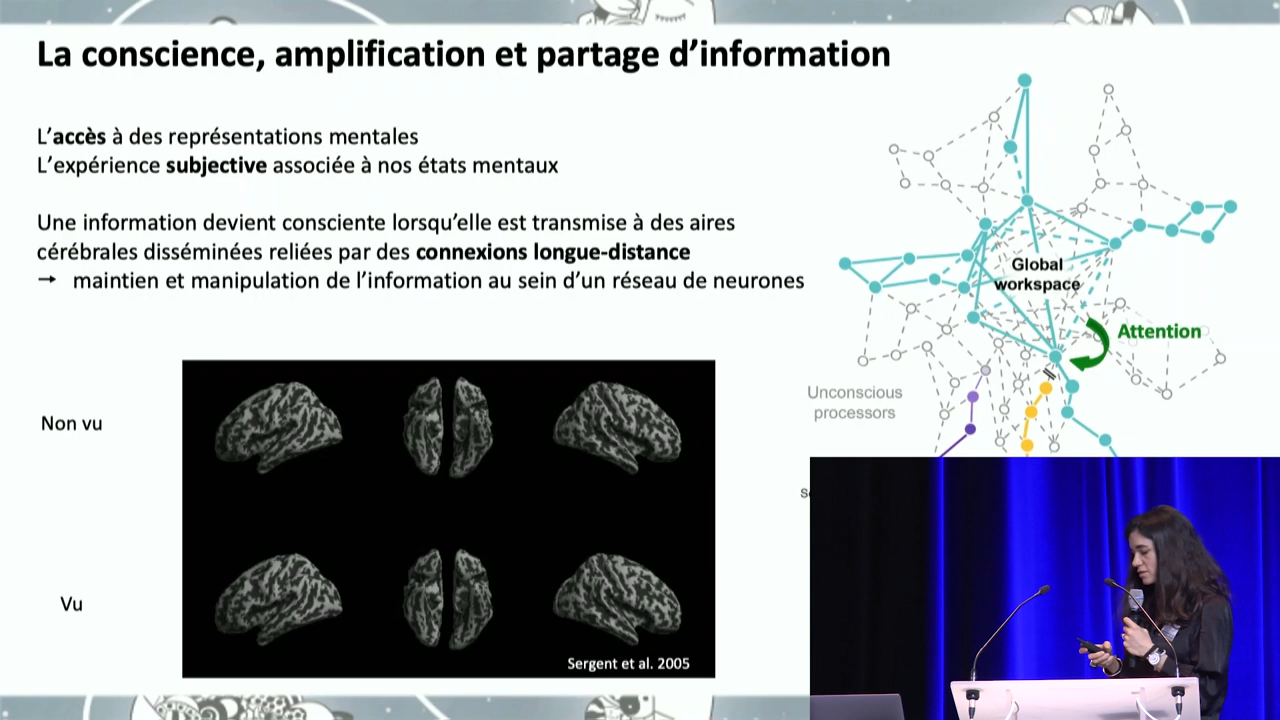 La conscience, amplification et partage d'information
L'accès à des représentations mentales
L'expérience subjective associée à nos états mentaux
Une information devient consciente lorsqu'elle est transmise à des aires
cérébrales disséminées reliées par des connexions longue-distance
→ maintien et manipulation de l'information au sein d'un réseau de neurones
Global
workspace
Attention
Unconscious
processors
Non vu
Vu
Sergent et al. 2005